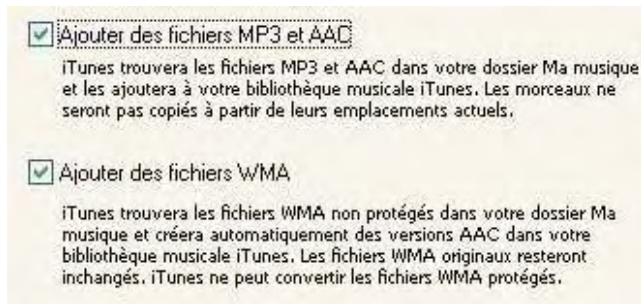 Ajouter des fichiers MP3 et AAC
iTunes trouvera les fichiers MP3 et AAC dans votre dossier Ma musique
et les ajoutera à votre bibliothèque musicale iTunes. Les morceaux ne
seront pas copiés à partir de leurs emplacements actuels.
Ajouter des fichiers WMA
iTunes trouvera les fichiers WMA non protégés dans votre dossier Ma
musique et créera automatiquement des versions AAC dans votre
bibliothèque musicale iTunes. Les fichiers WMA originaux resteront
inchangés. iTunes ne peut convertir les fichiers WMA protégés.